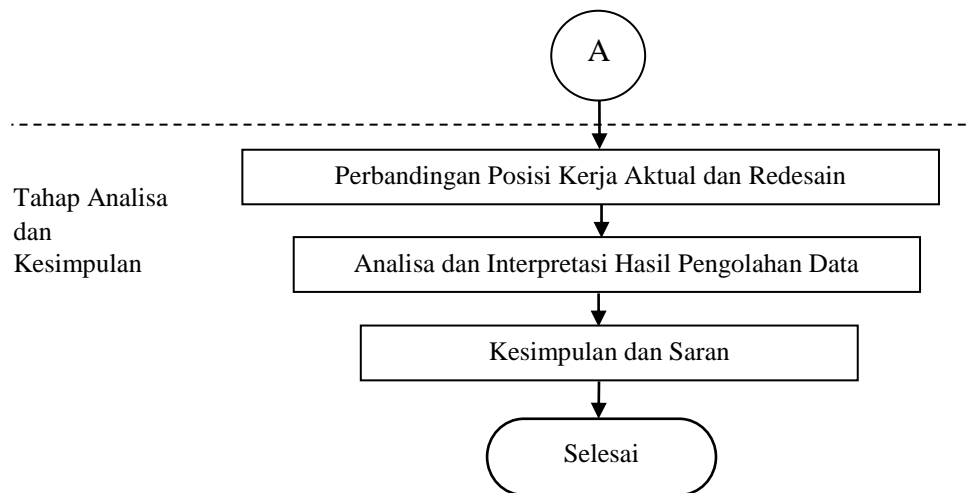 A
Perbandingan Posisi Kerja Aktual dan Redesain
Tahap Analisa
dan
Kesimpulan
Analisa dan Interpretasi Hasil Pengolahan Data
Kesimpulan dan Saran
Selesai